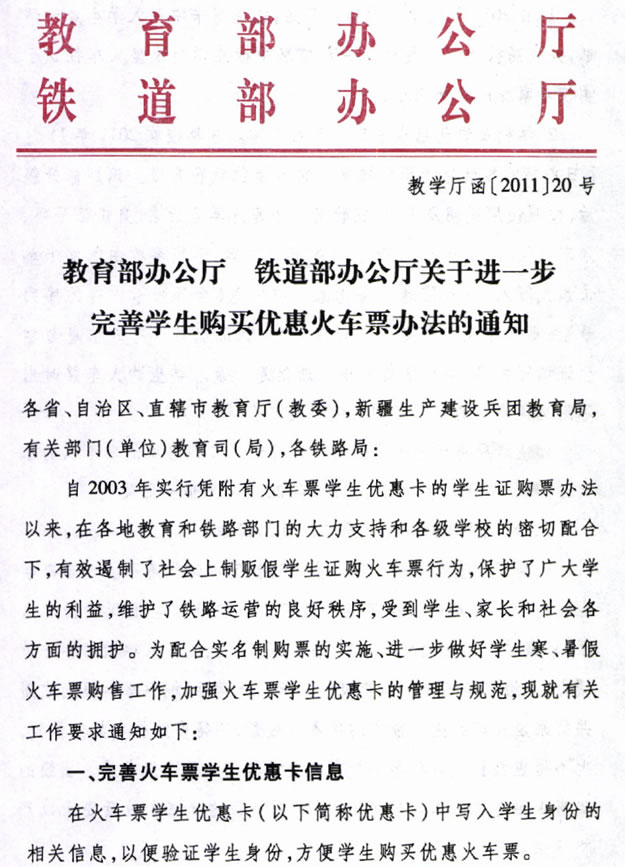 教育部办公厅
铁道部办公厅
教学厅函〔2011〕20号
教育部办公厅 铁道部办公厅关于进一步
完善学生购买优惠火车票办法的通知
各省、自治区、直辖市教育厅(教委),新疆生产建设兵团教育局,
有关部门(单位)教育司(局),各铁路局:
自2003年实行凭附有火车票学生优惠卡的学生证购票办法
以来,在各地教育和铁路部门的大力支持和各级学校的密切配合
下,有效遏制了社会上制贩假学生证购火车票行为,保护了广大学
生的利益,维护了铁路运营的良好秩序,受到学生、家长和社会各
方面的拥护。为配合实名制购票的实施、进一步做好学生寒、暑假
火车票购售工作,加强火车票学生优惠卡的管理与规范,现就有关
工作要求通知如下:
一、完善火车票学生优惠卡信息
在火车票学生优惠卡(以下简称优惠卡)中写入学生身份的
相关信息,以便验证学生身份,方便学生购买优惠火车票。